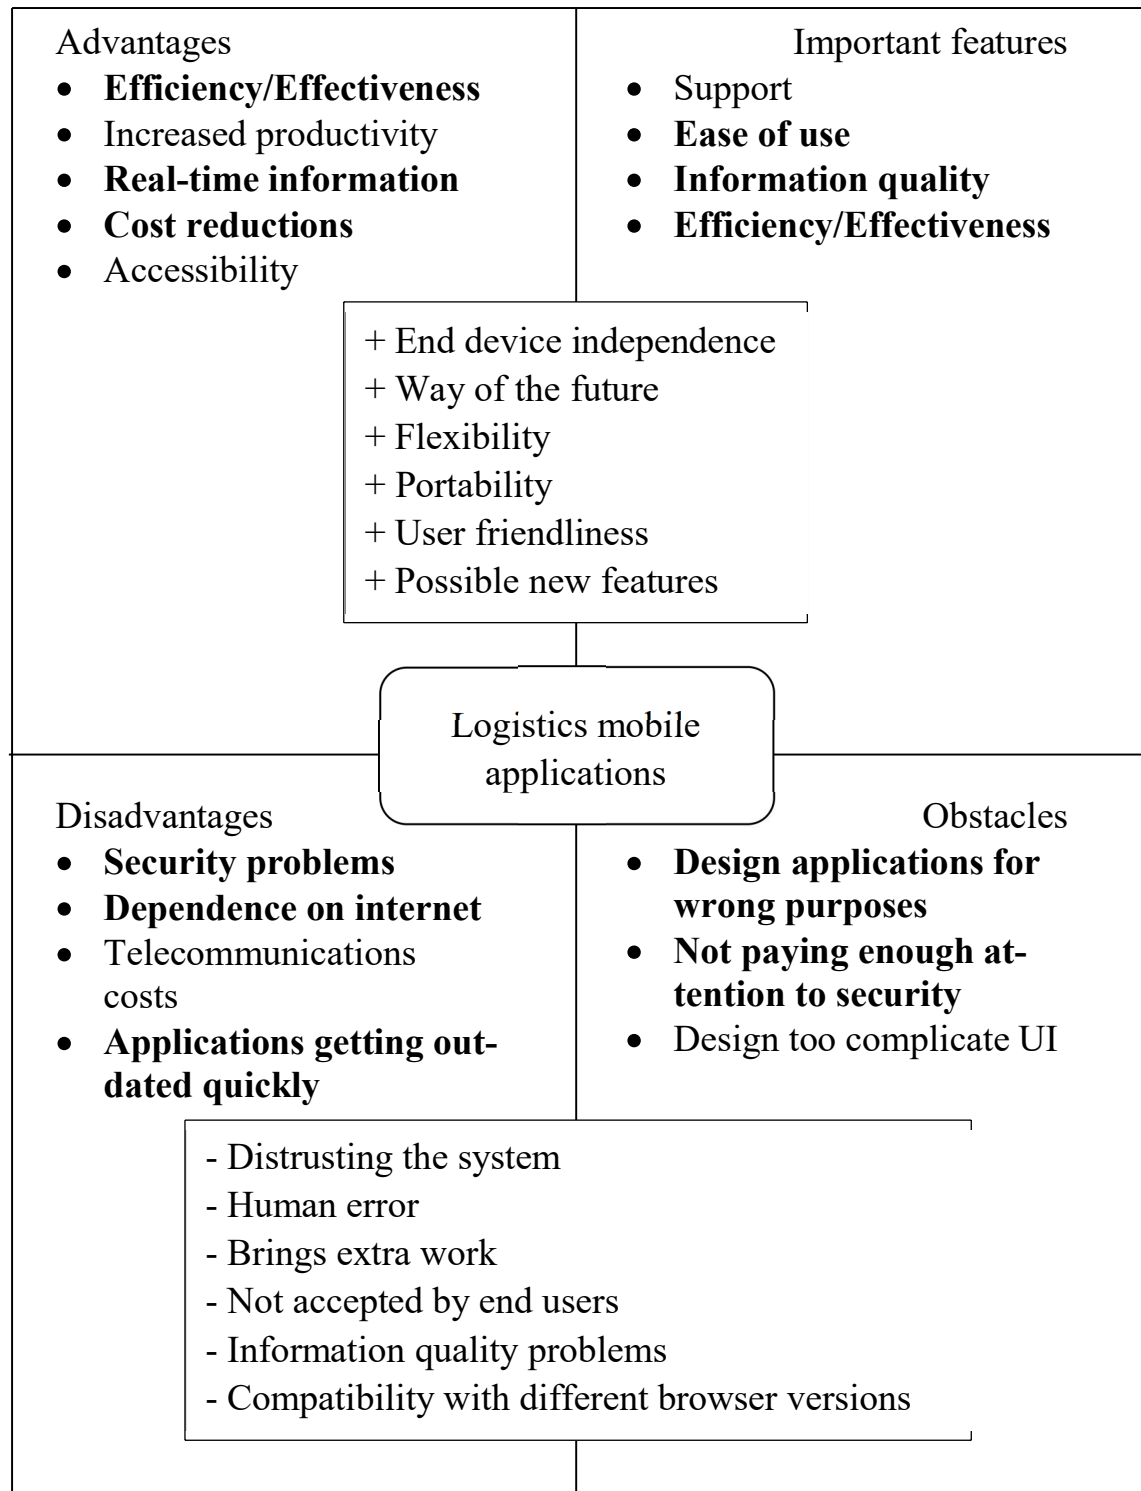 Advantages
• Efficiency/Effectiveness
• Increased productivity
• Real-time information
• Cost reductions
• Accessibility
Important features
• Support
• Ease of use
• Information quality
• Efficiency/Effectiveness
+ End device independence
+ Way of the future
+ Flexibility
+ Portability
+ User friendliness
+ Possible new features
Logistics mobile
applications
Disadvantages
• Security problems
• Dependence on internet
• Telecommunications
costs
• Applications getting out-
dated quickly
Obstacles
• Design applications for
wrong purposes
• Not paying enough at-
tention to security
• Design too complicate UI
- Distrusting the system
- Human error
- Brings extra work
- Not accepted by end users
- Information quality problems
- Compatibility with different browser versions